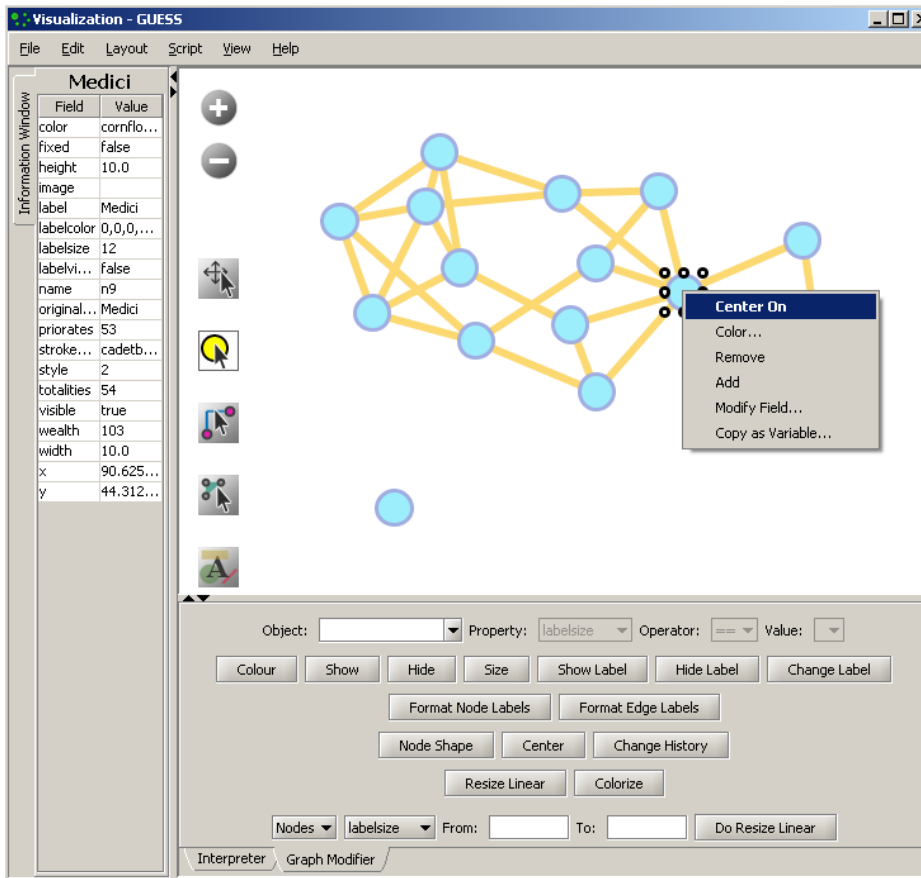 Visualization - GUESS
File Edit Layout Script View Help
Information Window
Medici
Field Value
color cornflo...
fixed false
height 10.0
image
label Medici
labelcolor 0,0,0,...
labelsize 12
labelvi... false
name n9
original... Medici
priorates 53
stroke... cadetb...
style 2
totalities 54
visible true
wealth 103
width 10.0
x 90.625...
y 44.312...
A
Center On
Color...
Remove
Add
Modify Field...
Copy as Variable...
Object: Property: labelsize Operator: == Value:
Colour Show Hide Size Show Label Hide Label Change Label
Format Node Labels Format Edge Labels
Node Shape Center Change History
Resize Linear Colorize
Nodes labelsize From: To: Do Resize Linear
Interpreter Graph Modifier